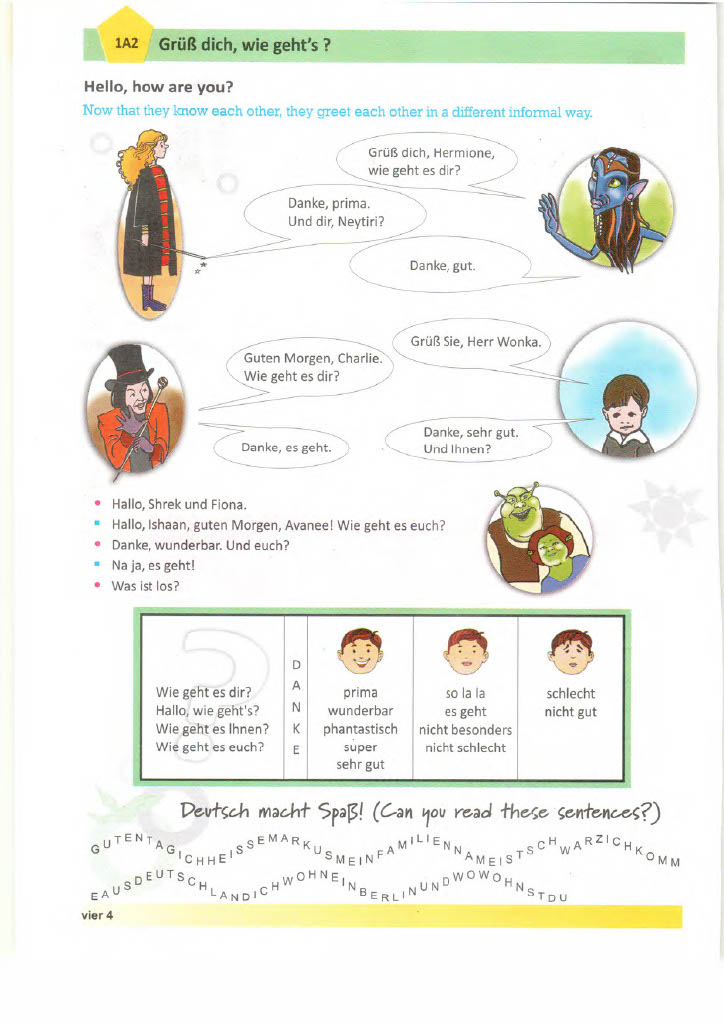 1A2 Grüß dich, wie geht's ?
Hello, how are you?
Now that they know each other, they greet each other in a different informal way.
Grüß dich, Hermione,
wie geht es dir?
Danke, prima.
Und dir, Neytiri?
Danke, gut.
Grüß Sie, Herr Wonka.
Guten Morgen, Charlie.
Wie geht es dir?
Danke, sehr gut.
Und Ihnen?
Danke, es geht.
• Hallo, Shrek und Fiona.
▪ Hallo, Ishaan, guten Morgen, Avanee! Wie geht es euch?
• Danke, wunderbar. Und euch?
▪ Na ja, es geht!
• Was ist los?
?
Wie geht es dir?
Hallo, wie geht's?
Wie geht es Ihnen?
Wie geht es euch?
D
A
N
K
E
prima
wunderbar
phantastisch
super
sehr gut
so la la
es geht
nicht besonders
nicht schlecht
schlecht
nicht gut
Deutsch macht Spaß! (Can you read these sentences?)
GUTENTAGICHHEISSEMARKUSMEINFAMILIENNAMEISTSCHWARZICHKOMM
EAUSDEUTSCHLANDICHWOHNEINBERLINUNDWOWOHNSTDU
vier 4